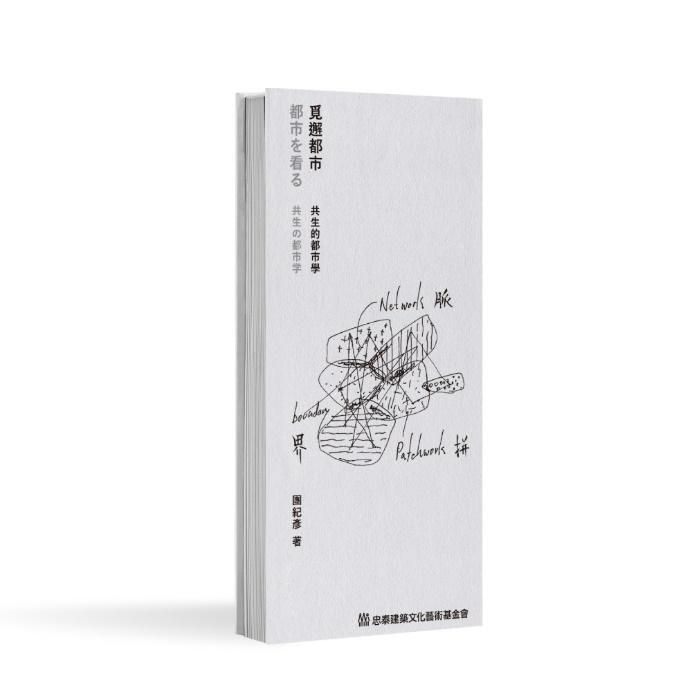 覓邂都市
都市を看る
共生的都市學
共生の都市学
Network 脈
boundary
界
Patchwork 拼
團紀彥 著
忠泰建築文化藝術基金會